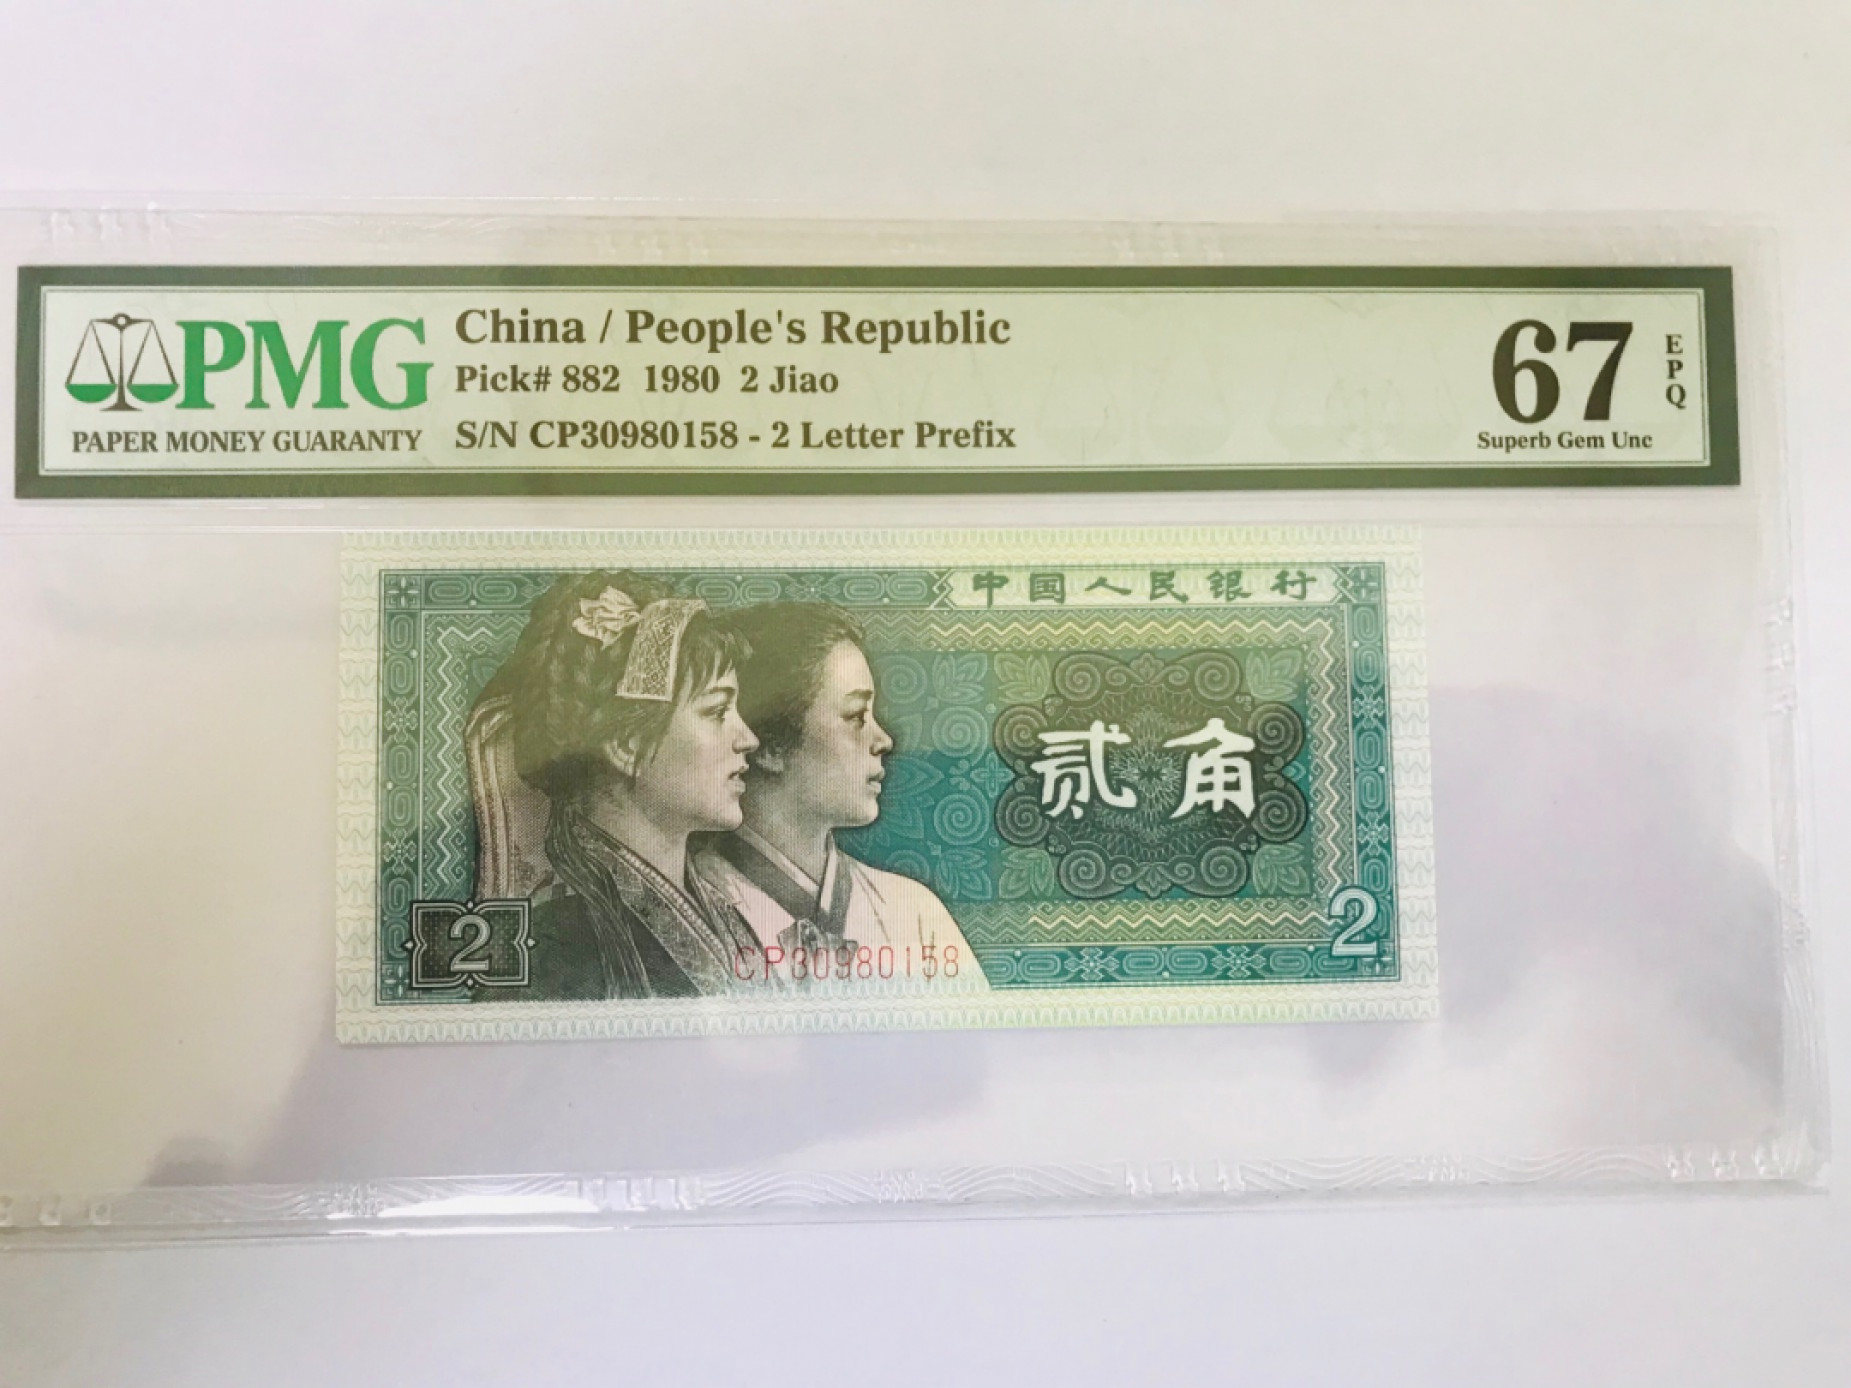 PMG
PAPER MONEY GUARANTY
China / People's Republic
Pick# 882 1980 2 Jiao
S/N CP30980158 - 2 Letter Prefix
67
EPQ
Superb Gem Unc
中国人民银行
贰角
2
CP30980158
2